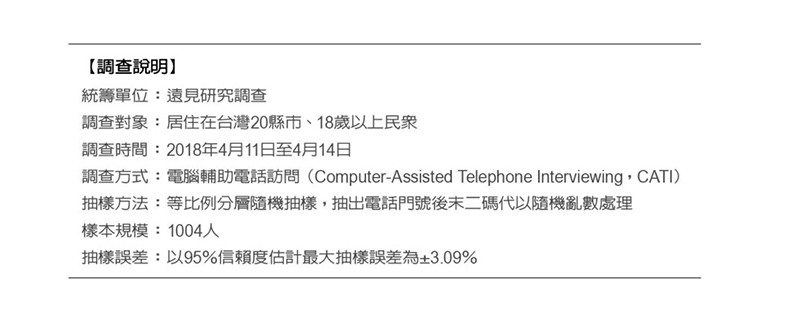 【調查說明】
統籌單位：遠見研究調查
調查對象：居住在台灣20縣市、18歲以上民眾
調查時間：2018年4月11日至4月14日
調查方式：電腦輔助電話訪問（Computer-Assisted Telephone Interviewing，CATI）
抽樣方法：等比例分層隨機抽樣，抽出電話門號後末二碼代以隨機亂數處理
樣本規模：1004人
抽樣誤差：以95%信賴度估計最大抽樣誤差為±3.09%